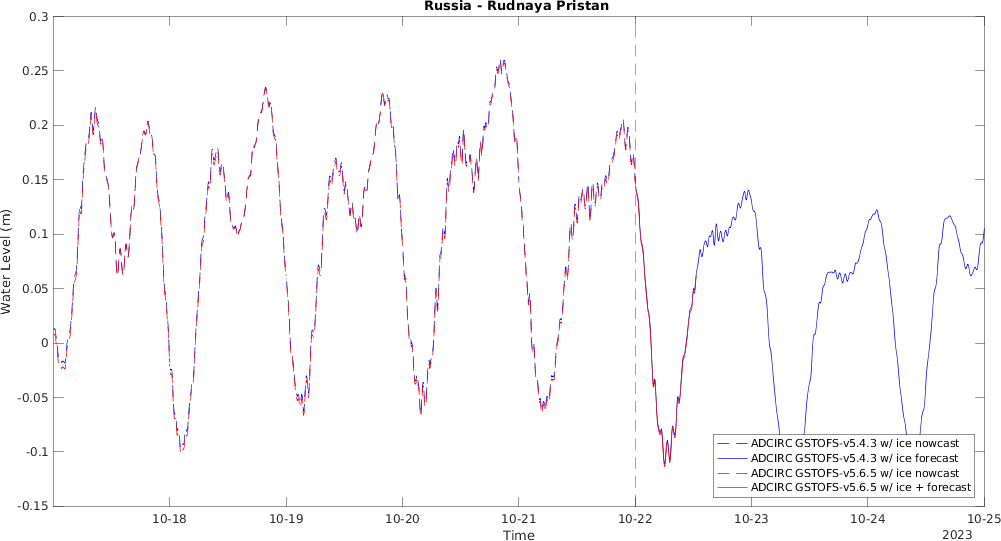 Russia - Rudnaya Pristan
0.3
0.25
0.2
0.15
0.1
0.05
0
-0.05
-0.1
-0.15
Water Level (m)
10-18
10-19
10-20
10-21
10-22
10-23
10-24
10-25
Time
2023
ADCIRC GSTOFS-v5.4.3 w/ ice nowcast
ADCIRC GSTOFS-v5.4.3 w/ ice forecast
ADCIRC GSTOFS-v5.6.5 w/ ice nowcast
ADCIRC GSTOFS-v5.6.5 w/ ice + forecast